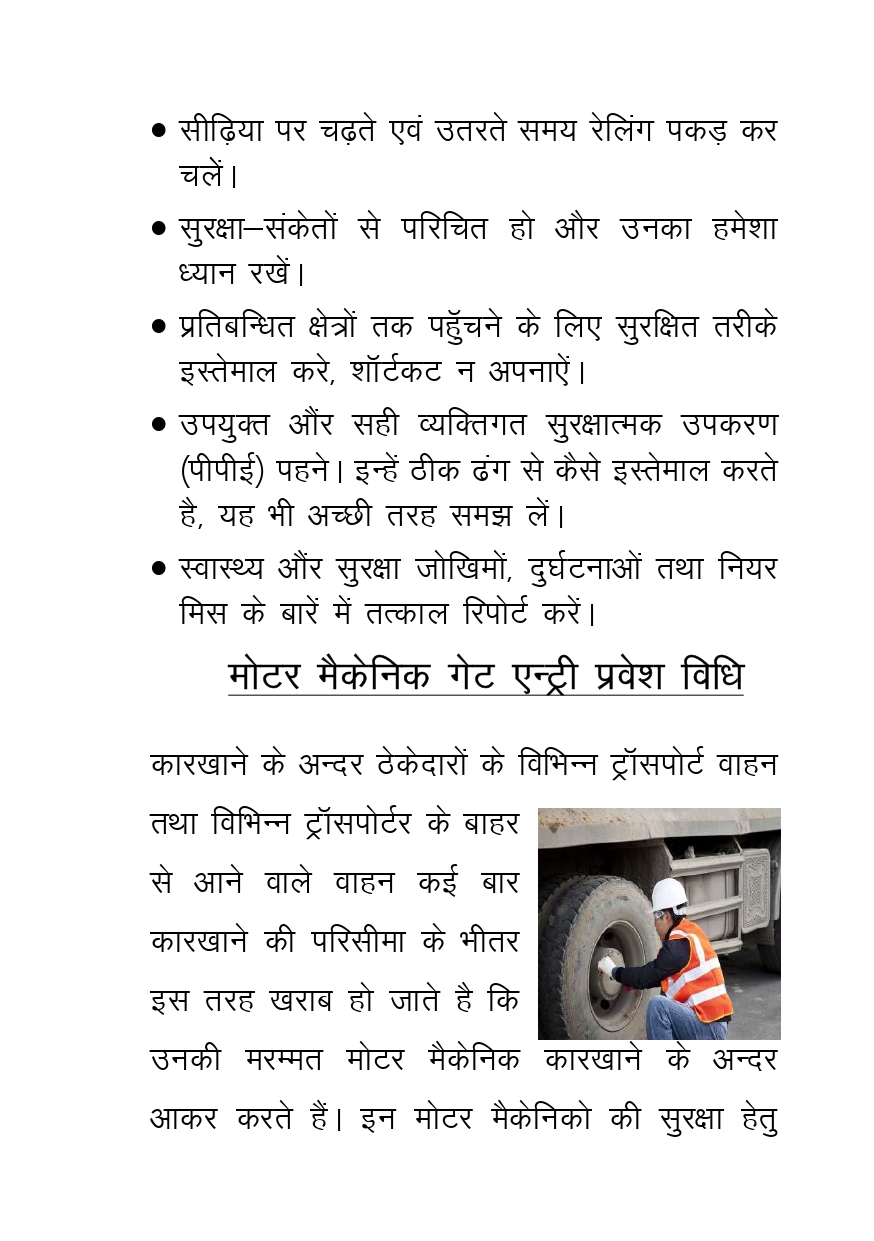 • सीढ़िया पर चढ़ते एवं उतरते समय रेलिंग पकड़ कर
चलें।
• सुरक्षा–संकेतों से परिचित हो और उनका हमेशा
ध्यान रखें।
• प्रतिबन्धित क्षेत्रों तक पहुॅचने के लिए सुरक्षित तरीके
इस्तेमाल करे, शॉर्टकट न अपनाऐं।
• उपयुक्त औंर सही व्यक्तिगत सुरक्षात्मक उपकरण
(पीपीई) पहने। इन्हें ठीक ढंग से कैसे इस्तेमाल करते
है, यह भी अच्छी तरह समझ लें।
• स्वास्थ्य औंर सुरक्षा जोखिमों, दुर्घटनाओं तथा नियर
मिस के बारें में तत्काल रिपोर्ट करें।
मोटर मैकेनिक गेट एन्ट्री प्रवेश विधि
कारखाने के अन्दर ठेकेदारों के विभिन्न ट्रॉसपोर्ट वाहन
तथा विभिन्न ट्रॉसपोर्टर के बाहर
से आने वाले वाहन कई बार
कारखाने की परिसीमा के भीतर
इस तरह खराब हो जाते है कि
उनकी मरम्मत मोटर मैकेनिक कारखाने के अन्दर
आकर करते हैं। इन मोटर मैकेनिको की सुरक्षा हेतु